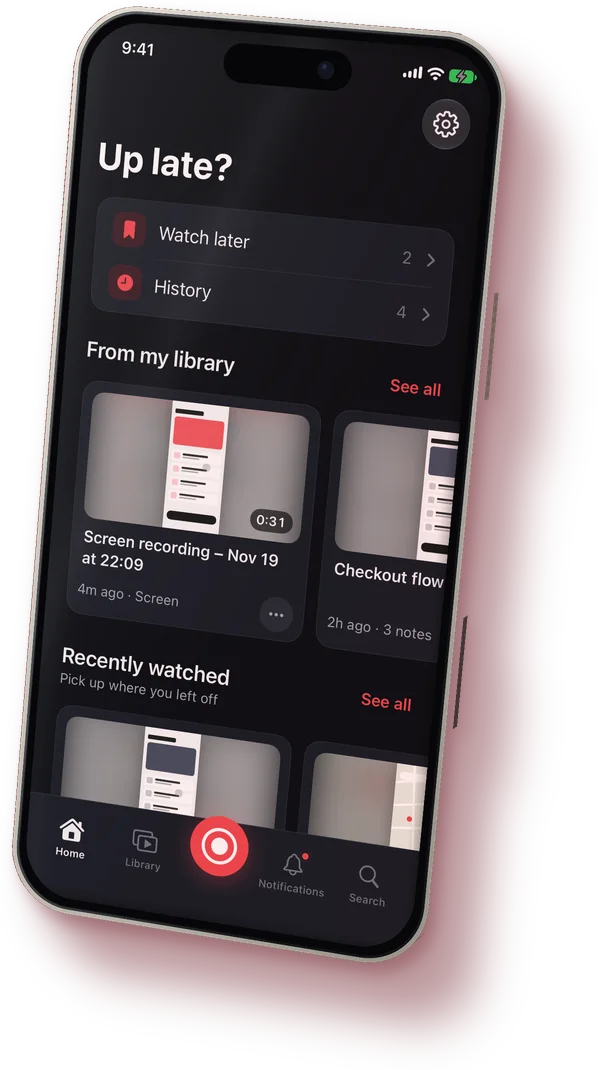 9:41
Up late?
Watch later 2
History 4
From my library
See all
0:31
Screen recording – Nov 19
at 22:09
4m ago · Screen
Checkout flow
2h ago · 3 notes
Recently watched
Pick up where you left off
See all
Home
Library
Notifications
Search